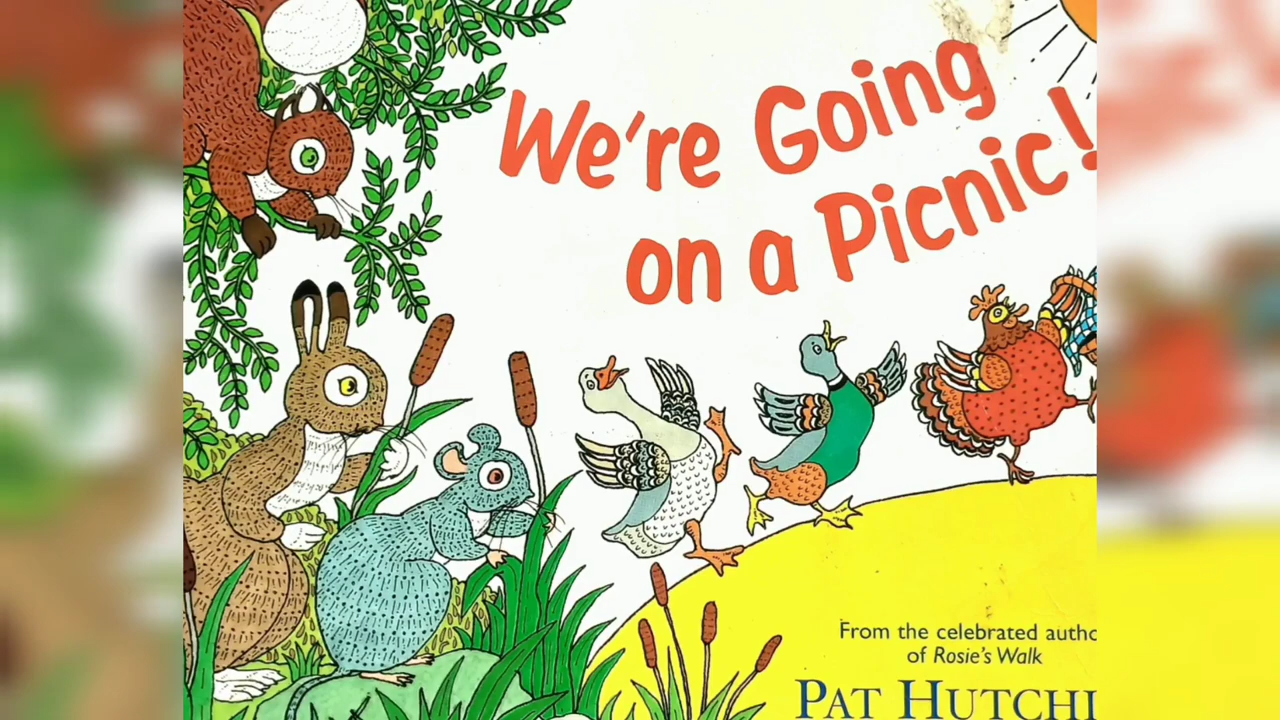 We're Going
on a Picnic!
From the celebrated autho
of Rosie's Walk
PAT HUTCHI